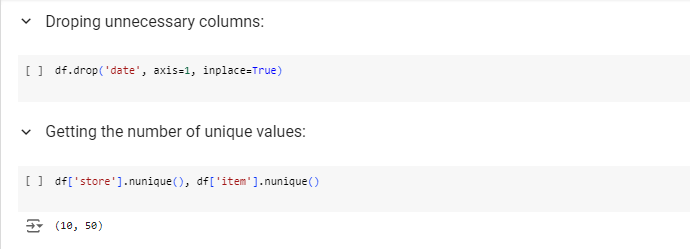 Droping unnecessary columns:
[ ] df.drop('date', axis=1, inplace=True)
Getting the number of unique values:
[ ] df['store'].nunique(), df['item'].nunique()
(10, 50)